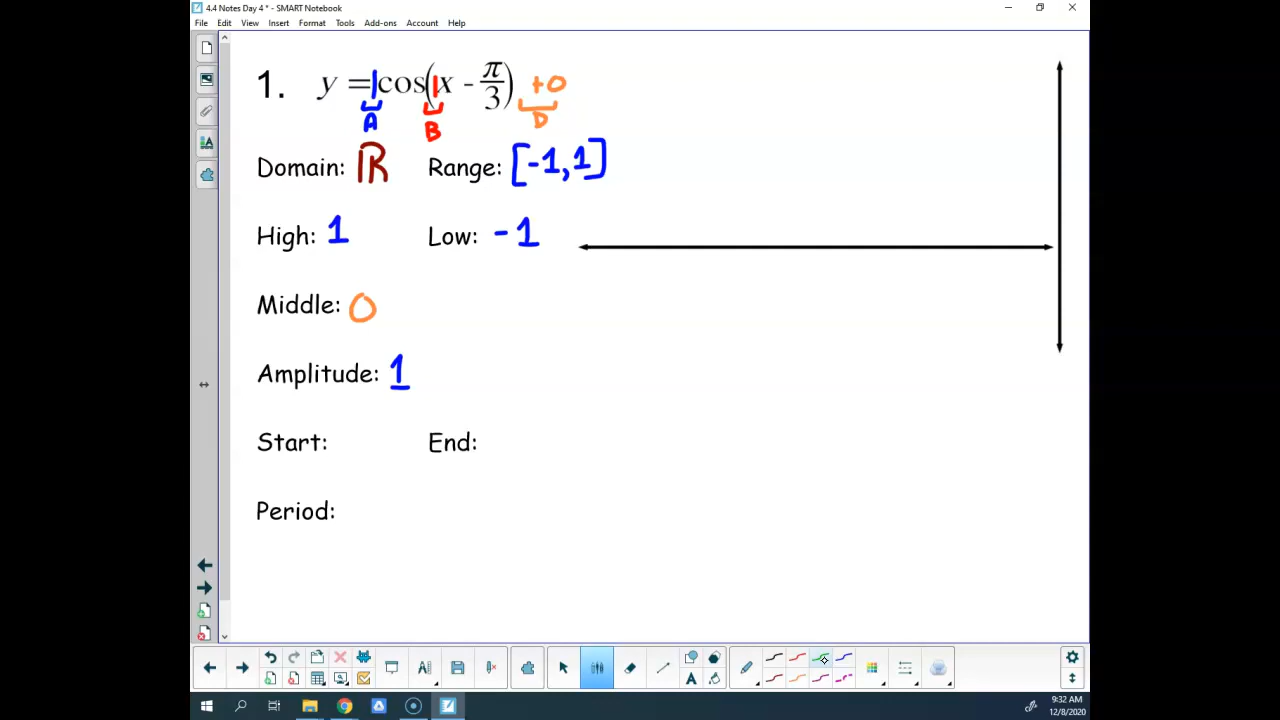 4.4 Notes Day 4 * - SMART Notebook
File Edit View Insert Format Tools Add-ons Account Help
1. y = 1cos(1x - π/3) +0
A B D
Domain: ℝ Range: [-1,1]
High: 1 Low: -1
Middle: 0
Amplitude: 1
Start: End:
Period:
9:32 AM
12/8/2020